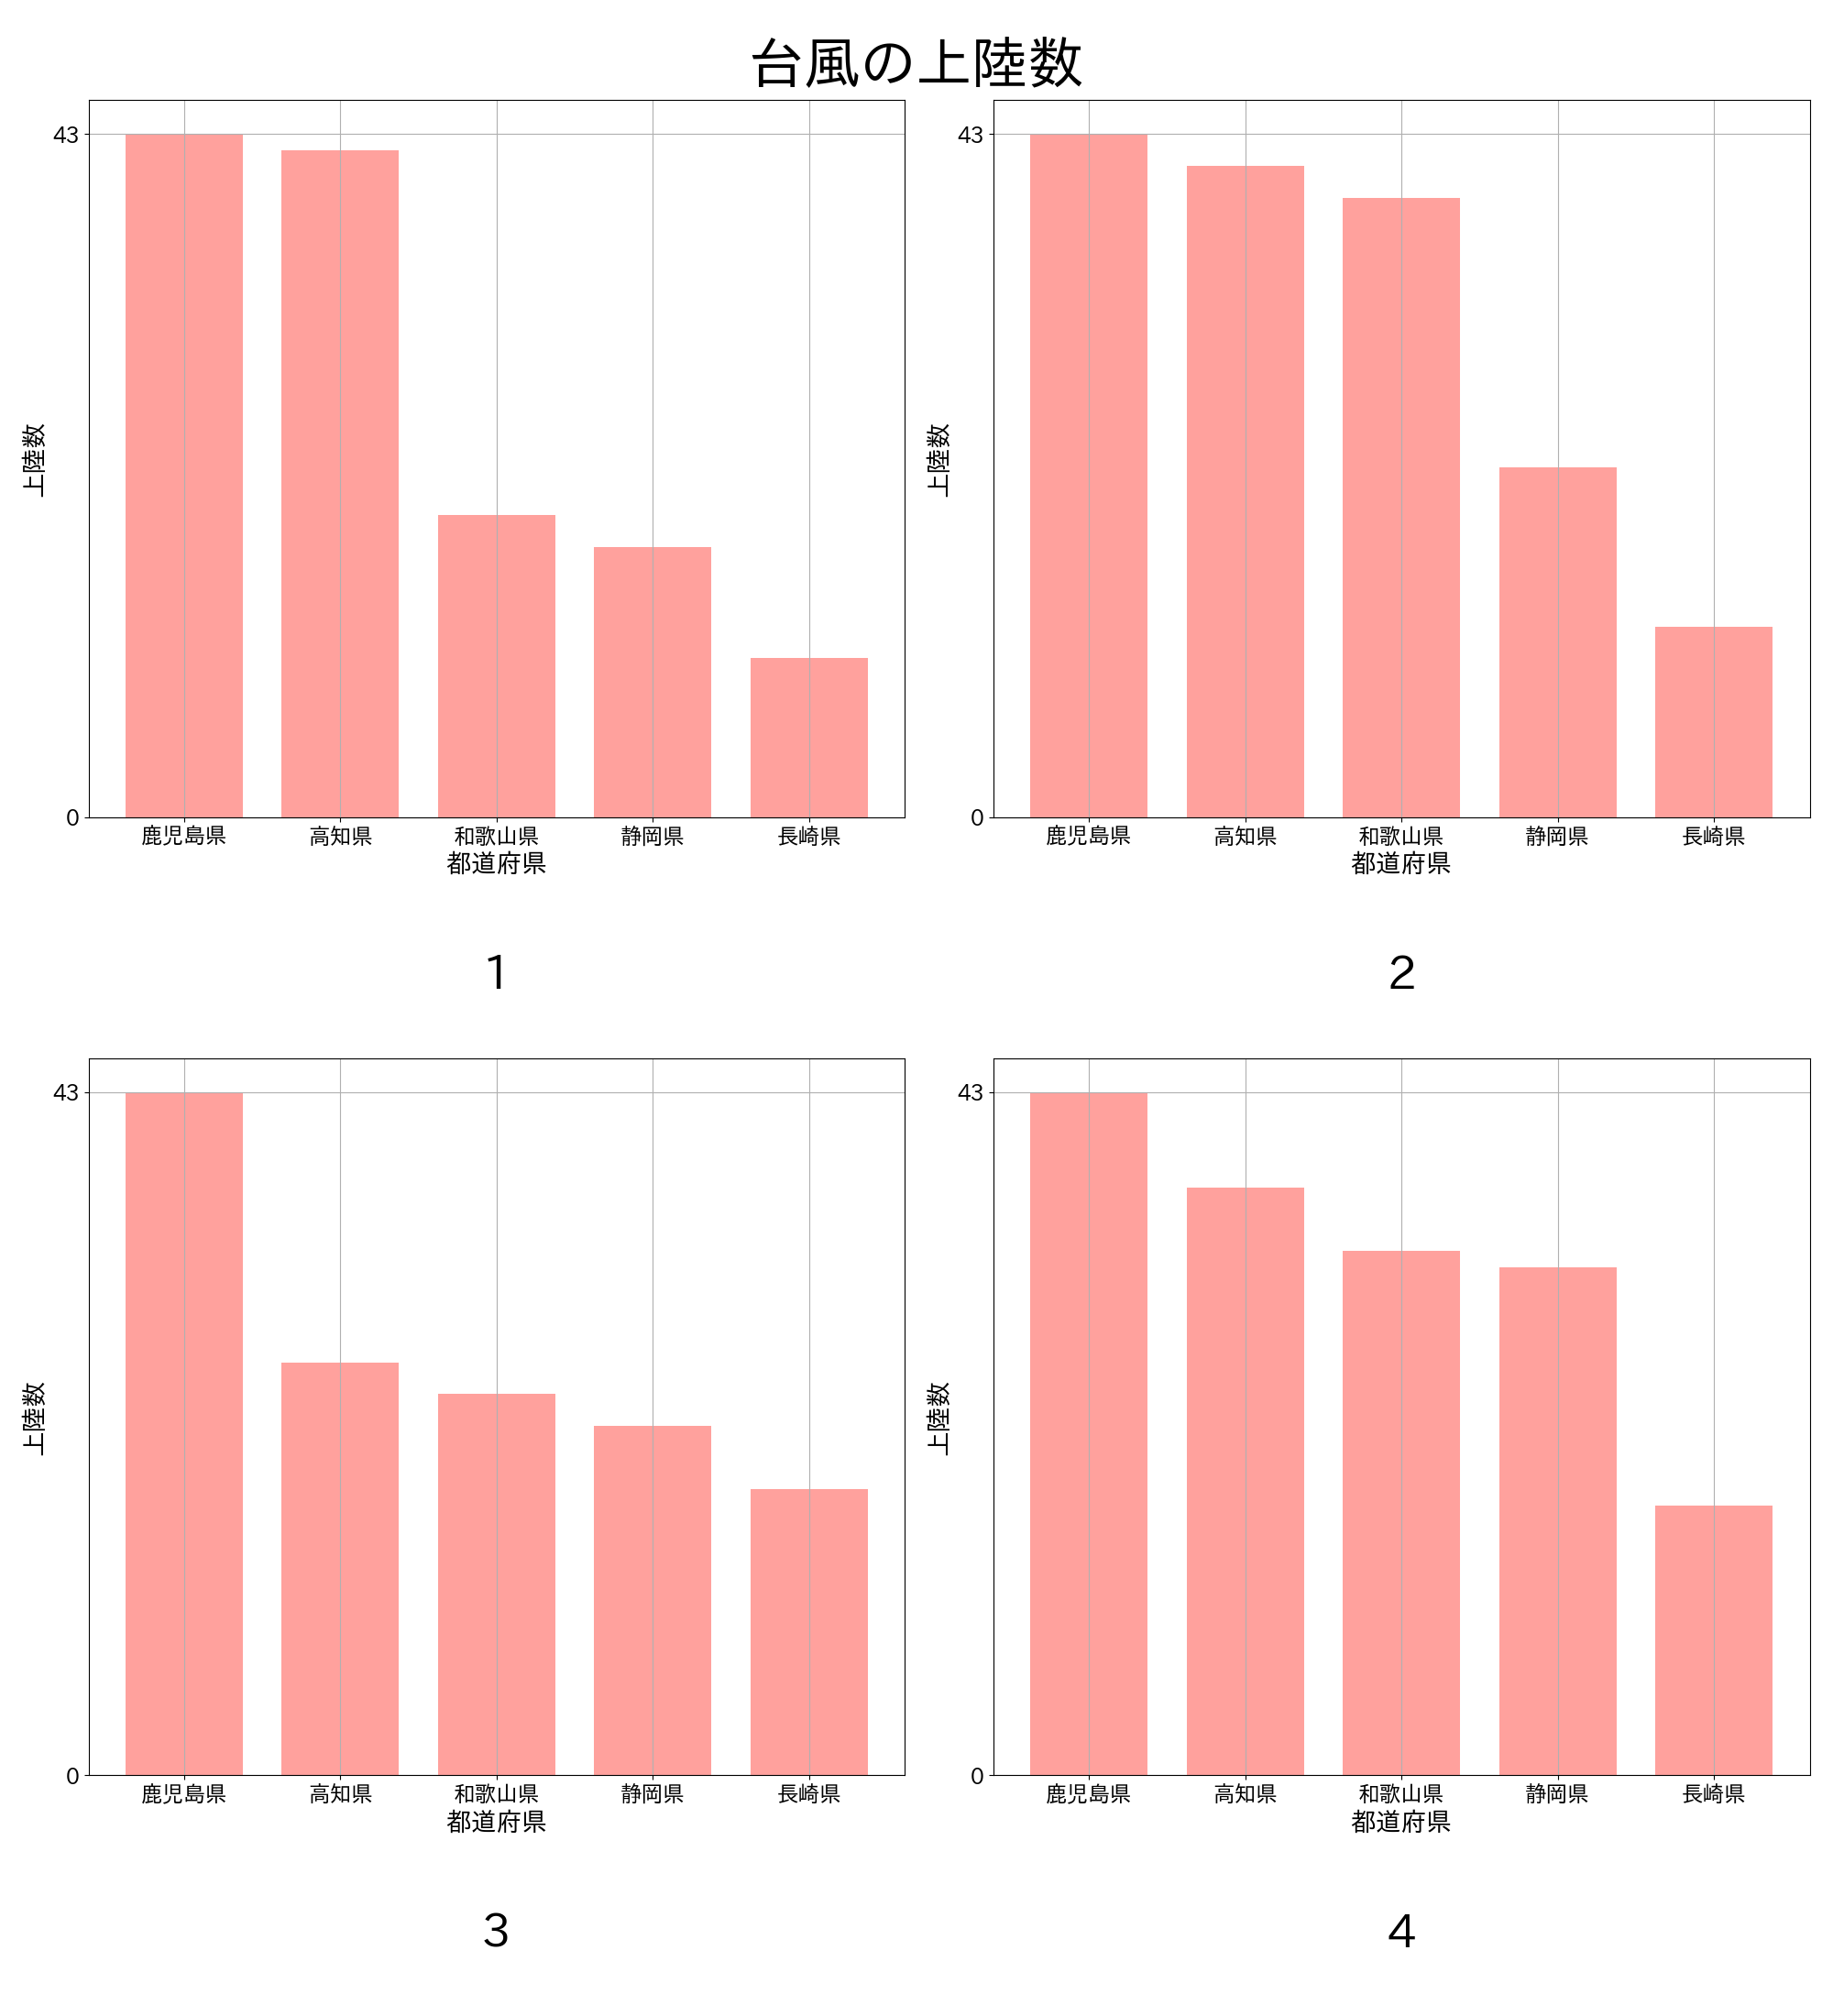 台風の上陸数
43
0
上陸数
鹿児島県 高知県 和歌山県 静岡県 長崎県
都道府県
1
43
0
上陸数
鹿児島県 高知県 和歌山県 静岡県 長崎県
都道府県
2
43
0
上陸数
鹿児島県 高知県 和歌山県 静岡県 長崎県
都道府県
3
43
0
上陸数
鹿児島県 高知県 和歌山県 静岡県 長崎県
都道府県
4